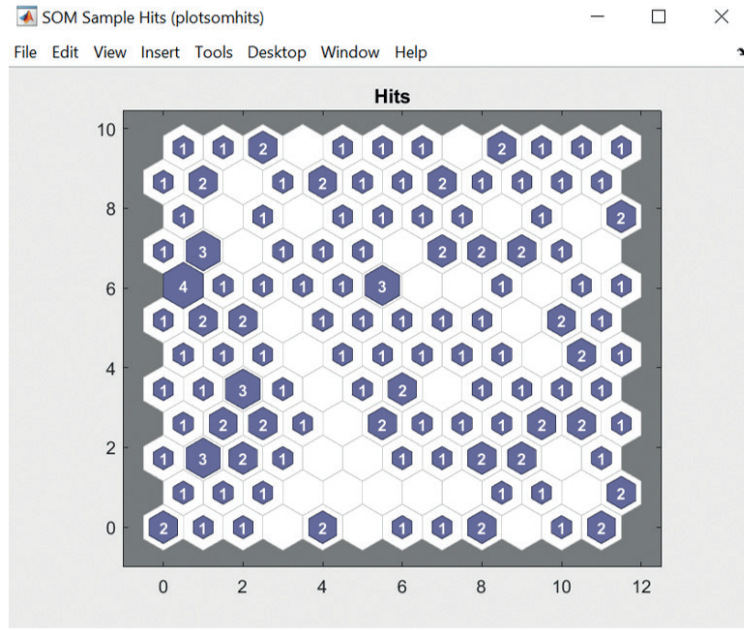 SOM Sample Hits (plotsomhits)
File Edit View Insert Tools Desktop Window Help
Hits
10
1 1 2 1 1 1 2 1 1 1
1 2 1 2 1 1 2 1 1 1 1
8
1 1 1 1 1 1 1 2
1 3 1 1 1 2 2 2 1
6
4 1 1 1 1 3 1 1 1
1 2 2 1 1 1 1 1 2 1
4
1 1 1 1 1 1 1 1 2 1
1 1 3 1 1 2 1 1 1 1
1 2 2 1 2 1 1 1 2 2 1
2
1 3 2 1 1 1 2 2 1
1 1 1 1 1 2
0
2 1 1 2 1 1 2 1 2
0 2 4 6 8 10 12